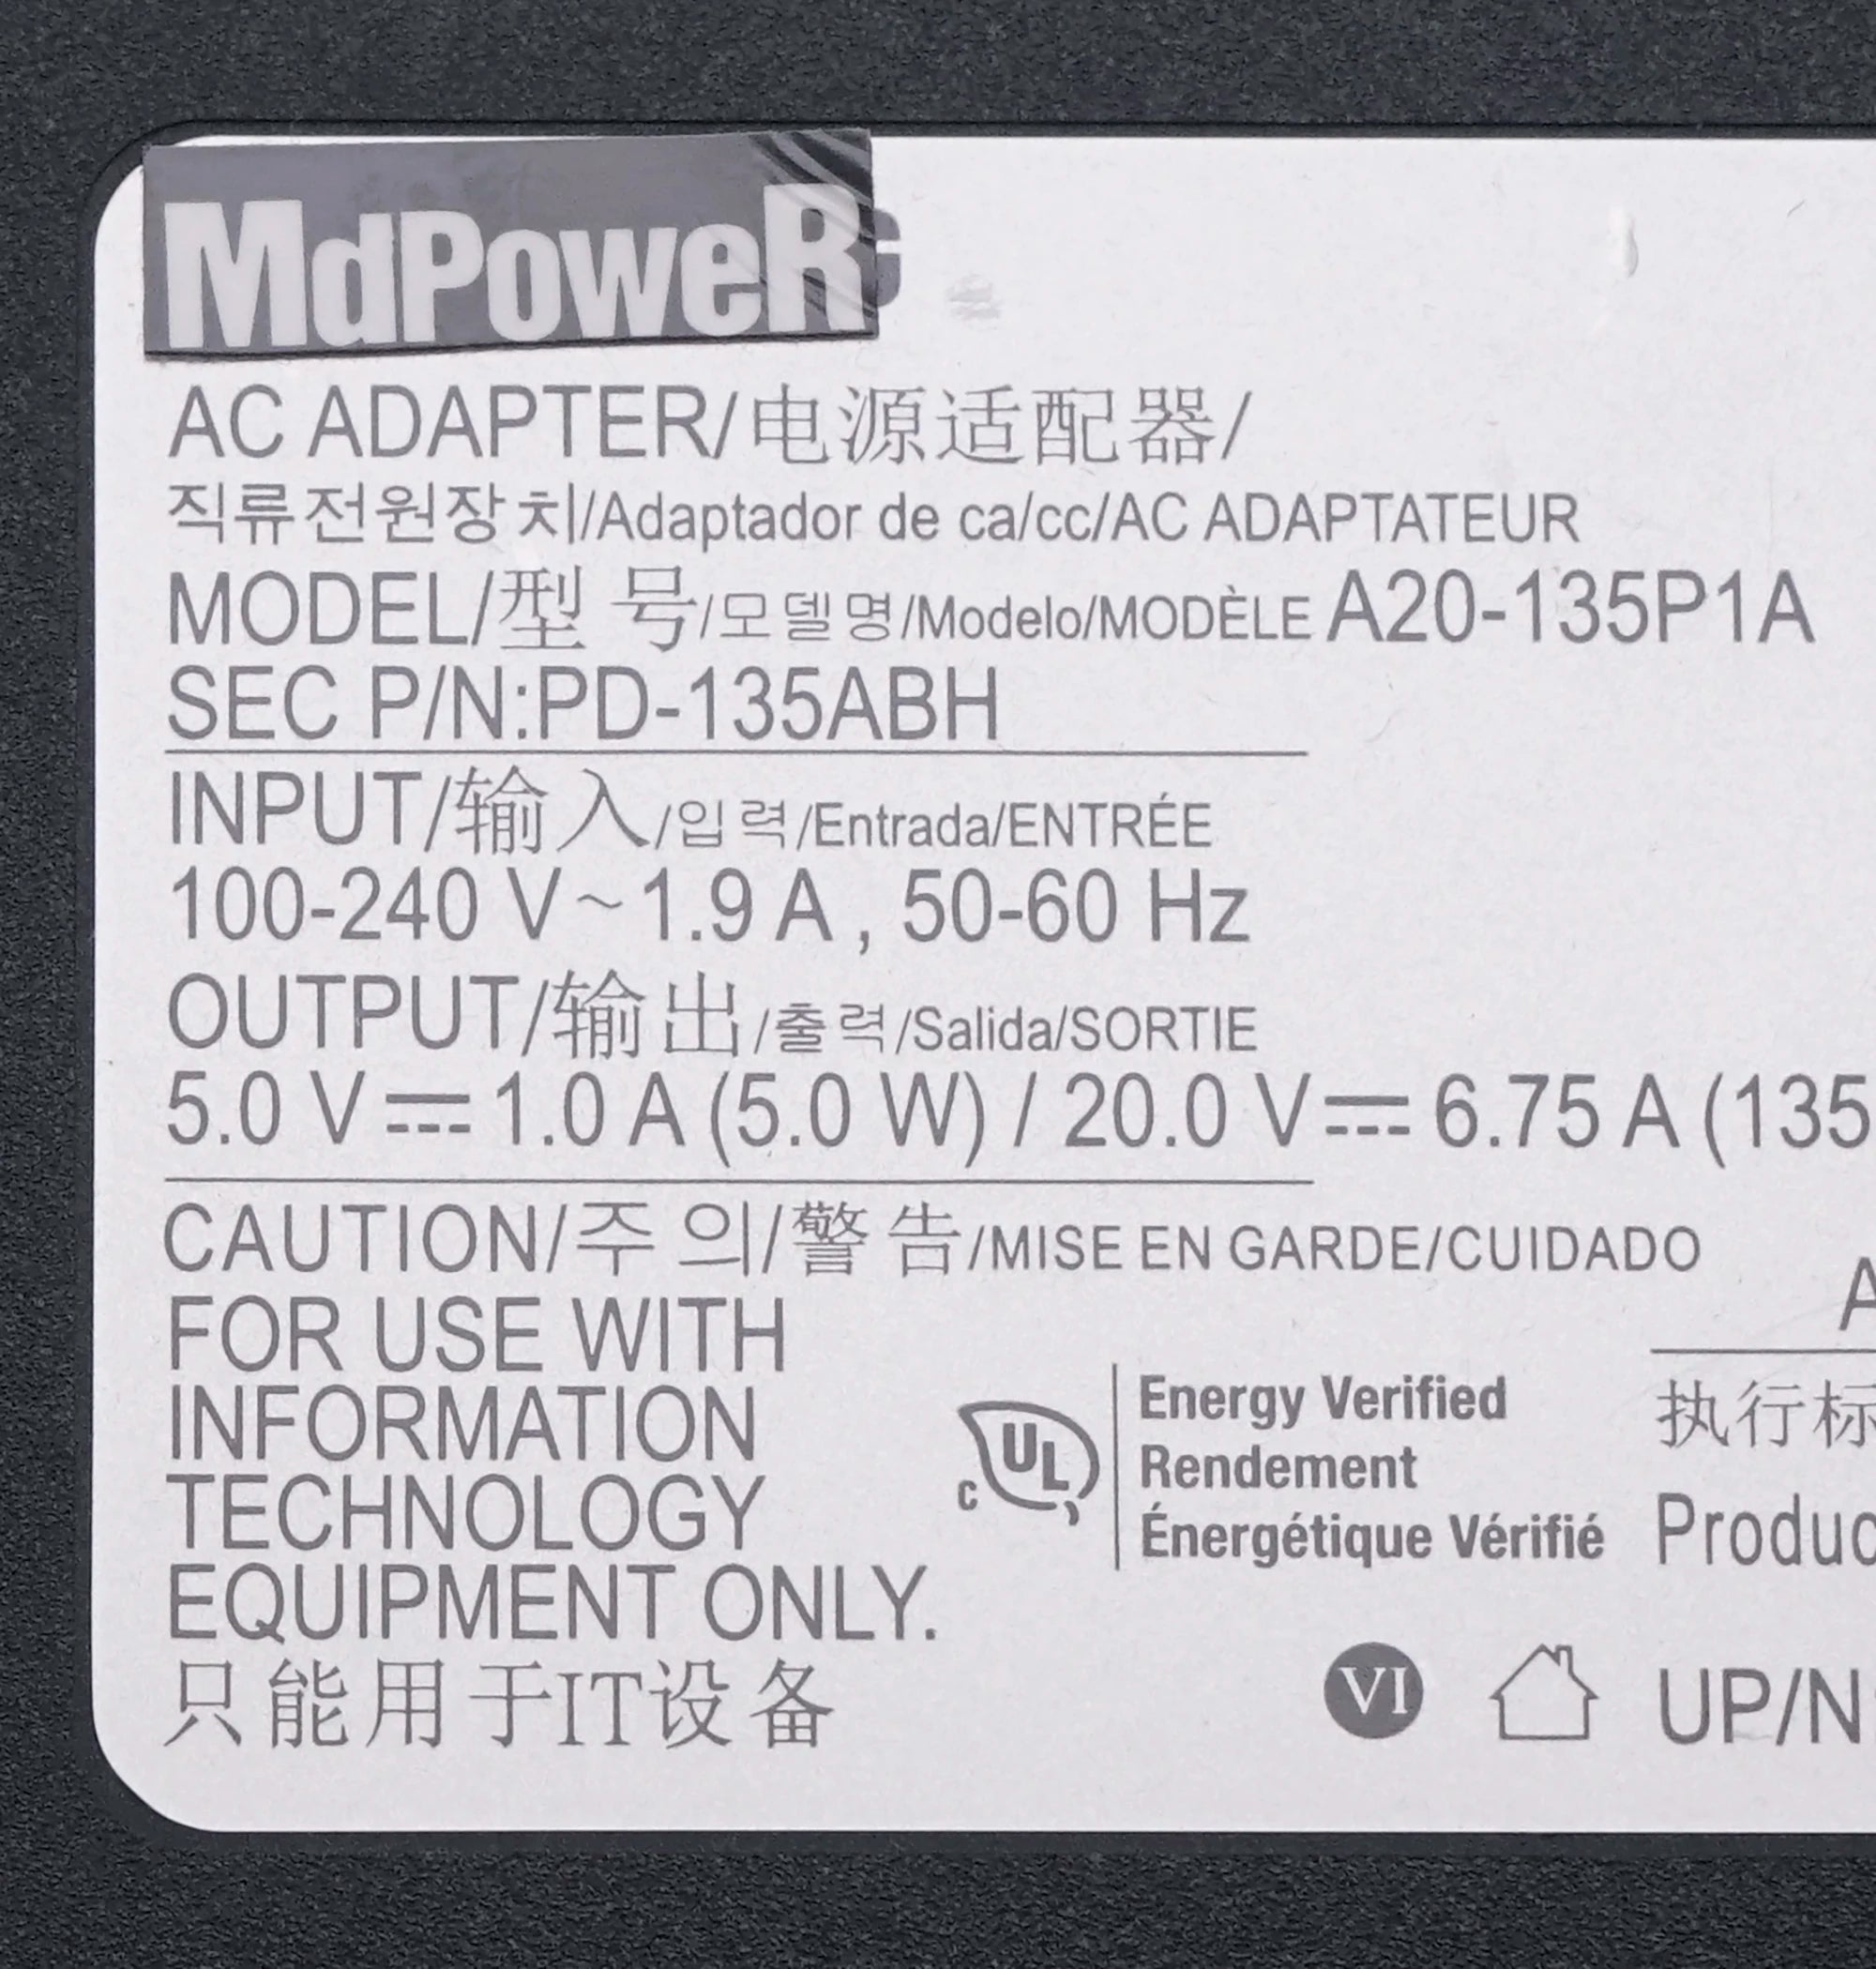 MdPoweR
AC ADAPTER/电源适配器/
직류전원장치/Adaptador de ca/cc/AC ADAPTATEUR
MODEL/型 号/모델명/Modelo/MODÈLE A20-135P1A
SEC P/N:PD-135ABH
INPUT/输入/입력/Entrada/ENTRÉE
100-240 V~1.9 A , 50-60 Hz
OUTPUT/输出/출력/Salida/SORTIE
5.0 V⎓1.0 A (5.0 W) / 20.0 V⎓6.75 A (135
CAUTION/주 의/警 告/MISE EN GARDE/CUIDADO
FOR USE WITH
INFORMATION
TECHNOLOGY
EQUIPMENT ONLY.
只能用于IT设备
c UL
Energy Verified
Rendement
Énergétique Vérifié
VI
A
执行标
Produc
UP/N